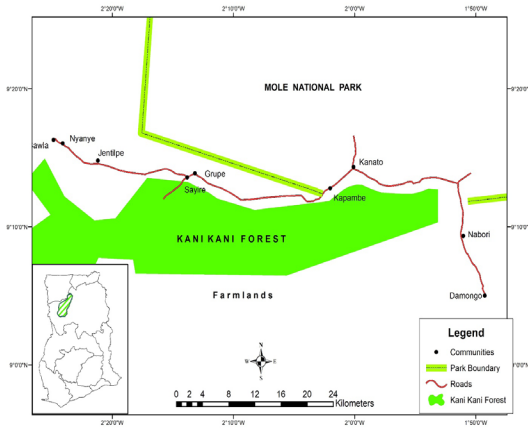 2°20'0"W 2°10'0"W 2°0'0"W 1°50'0"W
9°20'0"N 9°20'0"N
MOLE NATIONAL PARK
awla
Nyanye
Jentilpe
Grupe
Sayire
Kanato
Kapambe
9°10'0"N 9°10'0"N
KANI KANI FOREST
Nabori
Farmlands
Damongo
N
W E
S
9°0'0"N 9°0'0"N
Legend
Communities
Park Boundary
Roads
Kani Kani Forest
0 2 4 8 12 16 20 24
Kilometers
2°20'0"W 2°10'0"W 2°0'0"W 1°50'0"W